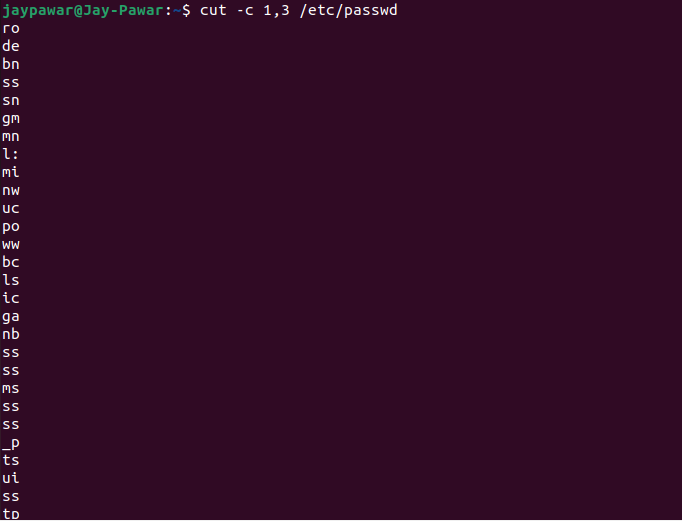 jaypawar@Jay-Pawar:~$ cut -c 1,3 /etc/passwd
ro
de
bn
ss
sn
gm
mn
l:
mi
nw
uc
po
ww
bc
ls
ic
ga
nb
ss
ss
ms
ss
ss
_p
ts
ui
ss
tp